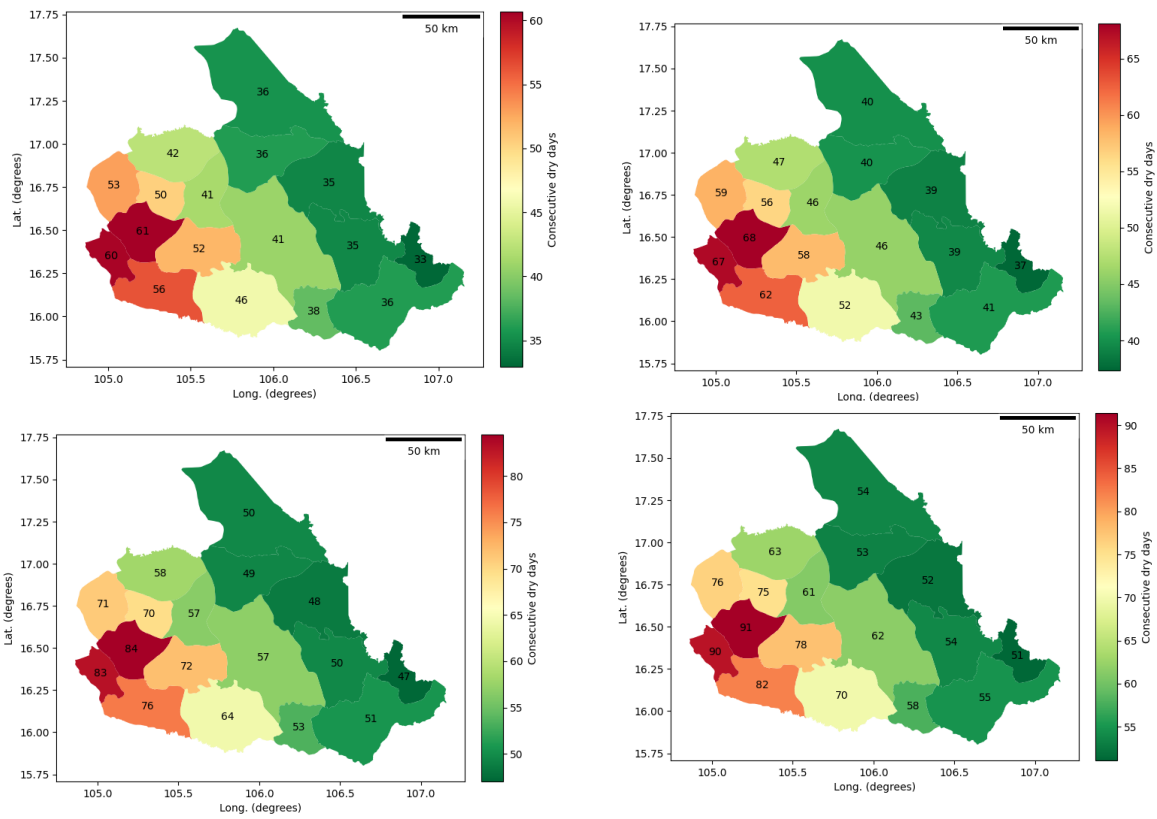 17.75
17.50
17.25
17.00
16.75
16.50
16.25
16.00
15.75
Lat. (degrees)
105.0 105.5 106.0 106.5 107.0
Long. (degrees)
50 km
36
42 36
53 50 41 35
61 52 41 35 33
60
56 46 38 36
60
55
50
45
40
35
Consecutive dry days
17.75
17.50
17.25
17.00
16.75
16.50
16.25
16.00
15.75
Lat. (degrees)
105.0 105.5 106.0 106.5 107.0
Long. (degrees)
50 km
40
47 40
59 56 46 39
68 58 46 39 37
67
62 52 43 41
65
60
55
50
45
40
Consecutive dry days
17.75
17.50
17.25
17.00
16.75
16.50
16.25
16.00
15.75
Lat. (degrees)
105.0 105.5 106.0 106.5 107.0
Long. (degrees)
50 km
50
58 49
71 70 57 48
84 72 57 50 47
83
76 64 53 51
80
75
70
65
60
55
50
Consecutive dry days
17.75
17.50
17.25
17.00
16.75
16.50
16.25
16.00
15.75
Lat. (degrees)
105.0 105.5 106.0 106.5 107.0
Long. (degrees)
50 km
54
63 53
76 75 61 52
91 78 62 54 51
90
82 70 58 55
90
85
80
75
70
65
60
55
Consecutive dry days